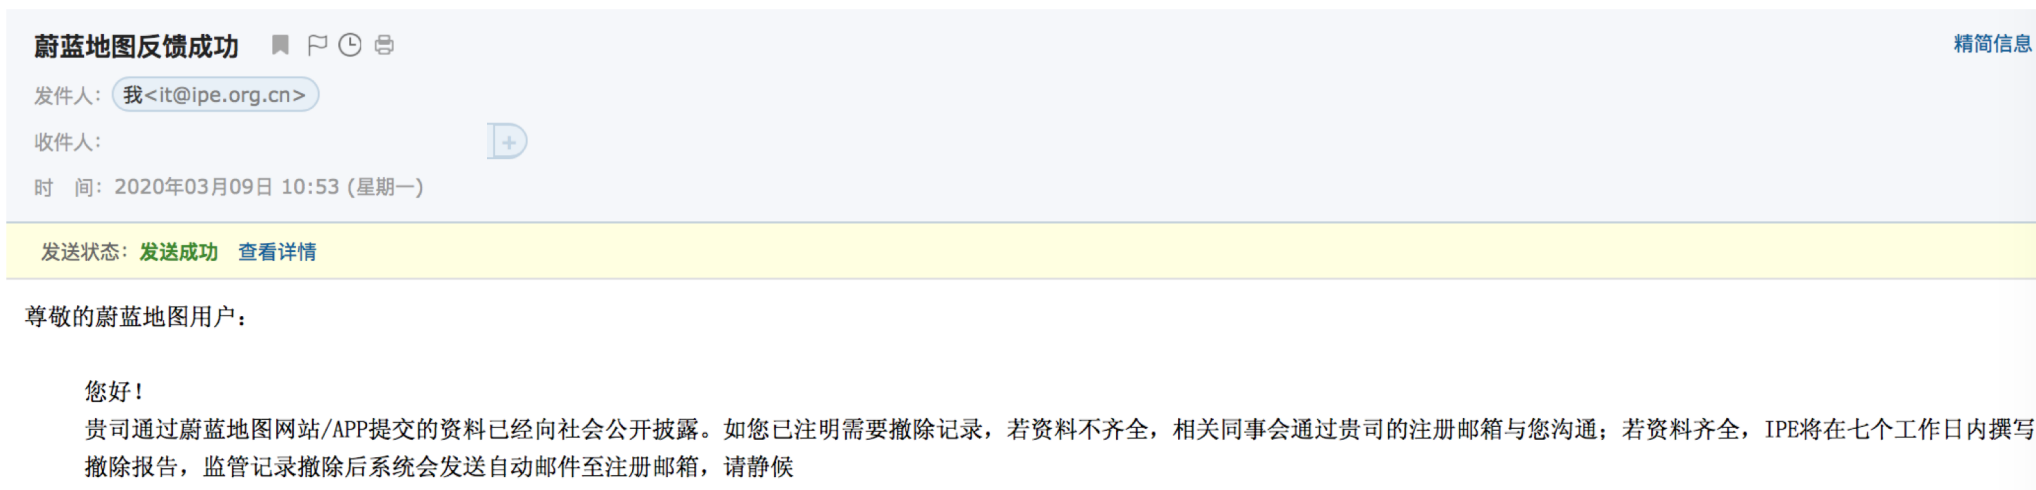 蔚蓝地图反馈成功
精简信息
发件人：我<it@ipe.org.cn>
收件人：
时 间：2020年03月09日 10:53 (星期一)
发送状态：发送成功 查看详情
尊敬的蔚蓝地图用户：
您好！
贵司通过蔚蓝地图网站/APP提交的资料已经向社会公开披露。如您已注明需要撤除记录，若资料不齐全，相关同事会通过贵司的注册邮箱与您沟通；若资料齐全，IPE将在七个工作日内撰写
撤除报告，监管记录撤除后系统会发送自动邮件至注册邮箱，请静候